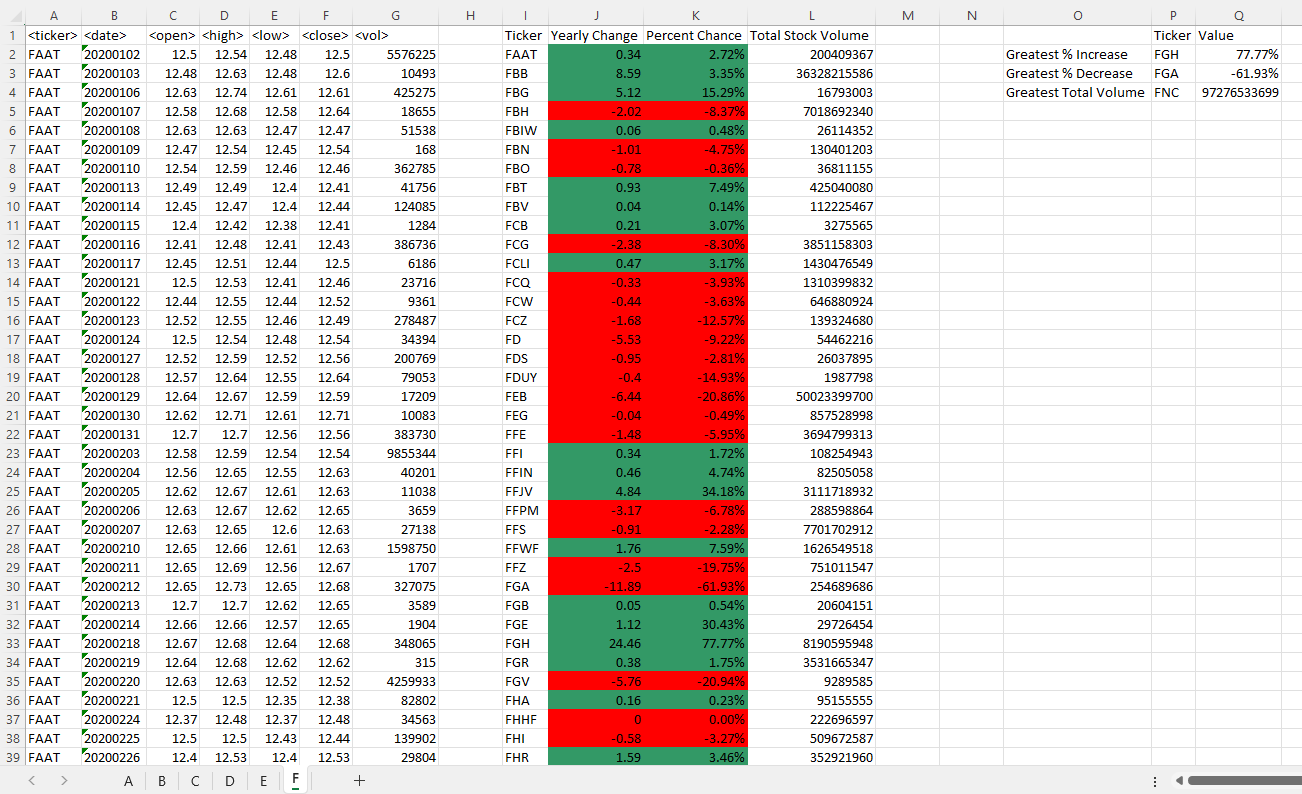 A B C D E F G H I J K L M N O P Q
1 <ticker> <date> <open> <high> <low> <close> <vol> Ticker Yearly Change Percent Chance Total Stock Volume Ticker Value
2 FAAT 20200102 12.5 12.54 12.48 12.5 5576225 FAAT 0.34 2.72% 200409367 Greatest % Increase FGH 77.77%
3 FAAT 20200103 12.48 12.63 12.48 12.6 10493 FBB 8.59 3.35% 36328215586 Greatest % Decrease FGA -61.93%
4 FAAT 20200106 12.63 12.74 12.61 12.61 425275 FBG 5.12 15.29% 16793003 Greatest Total Volume FNC 97276533699
5 FAAT 20200107 12.58 12.68 12.58 12.64 18655 FBH -2.02 -8.37% 7018692340
6 FAAT 20200108 12.63 12.63 12.47 12.47 51538 FBIW 0.06 0.48% 26114352
7 FAAT 20200109 12.47 12.54 12.45 12.54 168 FBN -1.01 -4.75% 130401203
8 FAAT 20200110 12.54 12.59 12.46 12.46 362785 FBO -0.78 -0.36% 36811155
9 FAAT 20200113 12.49 12.49 12.4 12.41 41756 FBT 0.93 7.49% 425040080
10 FAAT 20200114 12.45 12.47 12.4 12.44 124085 FBV 0.04 0.14% 112225467
11 FAAT 20200115 12.4 12.42 12.38 12.41 1284 FCB 0.21 3.07% 3275565
12 FAAT 20200116 12.41 12.48 12.41 12.43 386736 FCG -2.38 -8.30% 3851158303
13 FAAT 20200117 12.45 12.51 12.44 12.5 6186 FCLI 0.47 3.17% 1430476549
14 FAAT 20200121 12.5 12.53 12.41 12.46 23716 FCQ -0.33 -3.93% 1310399832
15 FAAT 20200122 12.44 12.55 12.44 12.52 9361 FCW -0.44 -3.63% 646880924
16 FAAT 20200123 12.52 12.55 12.46 12.49 278487 FCZ -1.68 -12.57% 139324680
17 FAAT 20200124 12.5 12.54 12.48 12.54 34394 FD -5.53 -9.22% 54462216
18 FAAT 20200127 12.52 12.59 12.52 12.56 200769 FDS -0.95 -2.81% 26037895
19 FAAT 20200128 12.57 12.64 12.55 12.64 79053 FDUY -0.4 -14.93% 1987798
20 FAAT 20200129 12.64 12.67 12.59 12.59 17209 FEB -6.44 -20.86% 50023399700
21 FAAT 20200130 12.62 12.71 12.61 12.71 10083 FEG -0.04 -0.49% 857528998
22 FAAT 20200131 12.7 12.7 12.56 12.56 383730 FFE -1.48 -5.95% 3694799313
23 FAAT 20200203 12.58 12.59 12.54 12.54 9855344 FFI 0.34 1.72% 108254943
24 FAAT 20200204 12.56 12.65 12.55 12.63 40201 FFIN 0.46 4.74% 82505058
25 FAAT 20200205 12.62 12.67 12.61 12.63 11038 FFJV 4.84 34.18% 3111718932
26 FAAT 20200206 12.63 12.67 12.62 12.65 3659 FFPM -3.17 -6.78% 288598864
27 FAAT 20200207 12.63 12.65 12.6 12.63 27138 FFS -0.91 -2.28% 7701702912
28 FAAT 20200210 12.65 12.66 12.61 12.63 1598750 FFWF 1.76 7.59% 1626549518
29 FAAT 20200211 12.65 12.69 12.56 12.67 1707 FFZ -2.5 -19.75% 751011547
30 FAAT 20200212 12.65 12.73 12.65 12.68 327075 FGA -11.89 -61.93% 254689686
31 FAAT 20200213 12.7 12.7 12.62 12.65 3589 FGB 0.05 0.54% 20604151
32 FAAT 20200214 12.66 12.66 12.57 12.65 1904 FGE 1.12 30.43% 29726454
33 FAAT 20200218 12.67 12.68 12.64 12.68 348065 FGH 24.46 77.77% 8190595948
34 FAAT 20200219 12.64 12.68 12.62 12.62 315 FGR 0.38 1.75% 3531665347
35 FAAT 20200220 12.63 12.63 12.52 12.52 4259933 FGV -5.76 -20.94% 9289585
36 FAAT 20200221 12.5 12.5 12.35 12.38 82802 FHA 0.16 0.23% 95155555
37 FAAT 20200224 12.37 12.48 12.37 12.48 34563 FHHF 0 0.00% 222696597
38 FAAT 20200225 12.5 12.5 12.43 12.44 139902 FHI -0.58 -3.27% 509672587
39 FAAT 20200226 12.4 12.53 12.4 12.53 29804 FHR 1.59 3.46% 352921960
A B C D E F